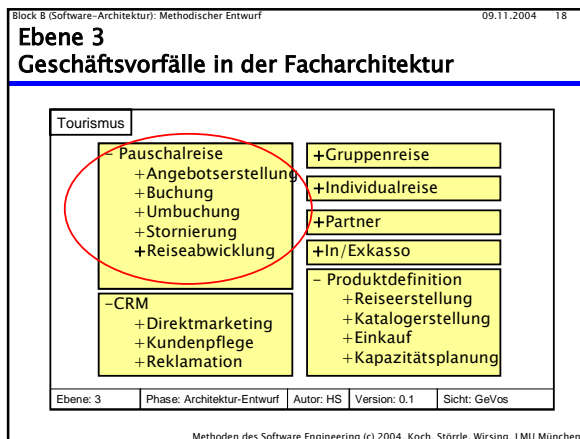 Block B (Software-Architektur): Methodischer Entwurf 09.11.2004 18
Ebene 3
Geschäftsvorfälle in der Facharchitektur
Tourismus
- Pauschalreise
+Angebotserstellung
+Buchung
+Umbuchung
+Stornierung
+Reiseabwicklung
-CRM
+Direktmarketing
+Kundenpflege
+Reklamation
+Gruppenreise
+Individualreise
+Partner
+In/Exkasso
- Produktdefinition
+Reiseerstellung
+Katalogerstellung
+Einkauf
+Kapazitätsplanung
Ebene: 3 Phase: Architektur-Entwurf Autor: HS Version: 0.1 Sicht: GeVos
Methoden des Software Engineering (c) 2004, Koch, Störrle, Wirsing, LMU München